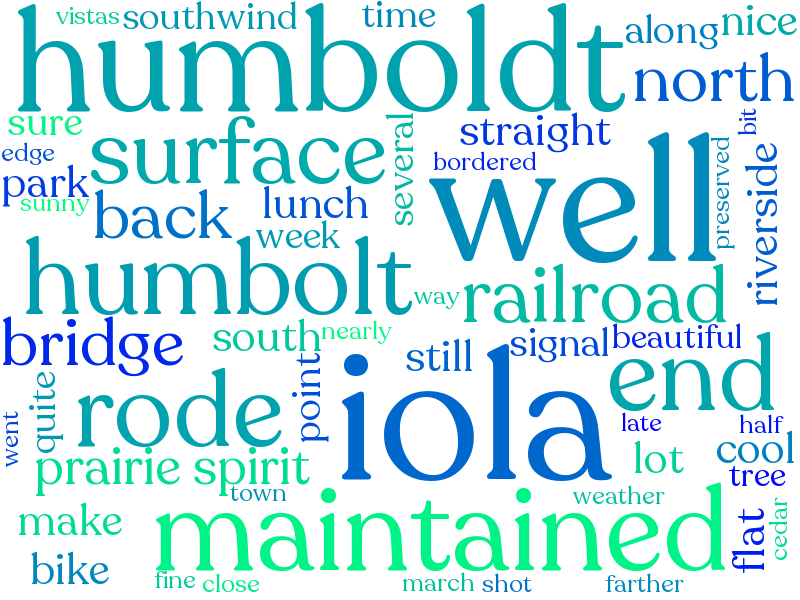 vistas southwind time along nice
humboldt
north
sure
surface
several
straight
bit
edge
bordered
well
preserved
riverside
park
sunny
back
lunch
week
humbolt
way
railroad
bridge
south
nearly
still
signal
beautiful
end
iola
point
quite
rode
went
late
half
cool
prairie spirit
lot
tree
town
weather
make
maintained
flat
cedar
bike
fine
close
march
shot
farther